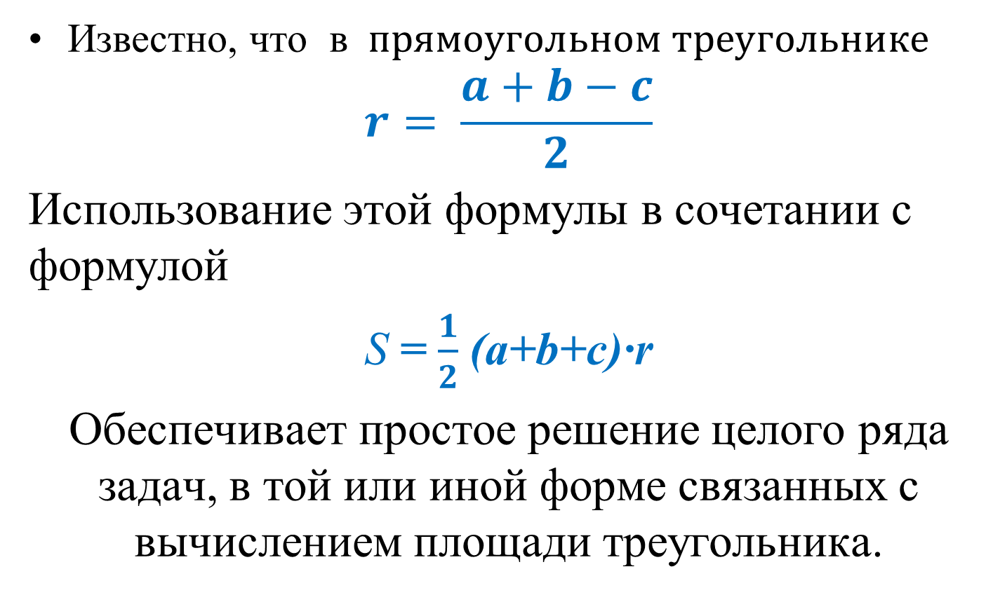 • Известно, что в прямоугольном треугольнике
r = \frac{a + b − c}{2}
Использование этой формулы в сочетании с
формулой
S = \frac{1}{2} (a+b+c)·r
Обеспечивает простое решение целого ряда
задач, в той или иной форме связанных с
вычислением площади треугольника.